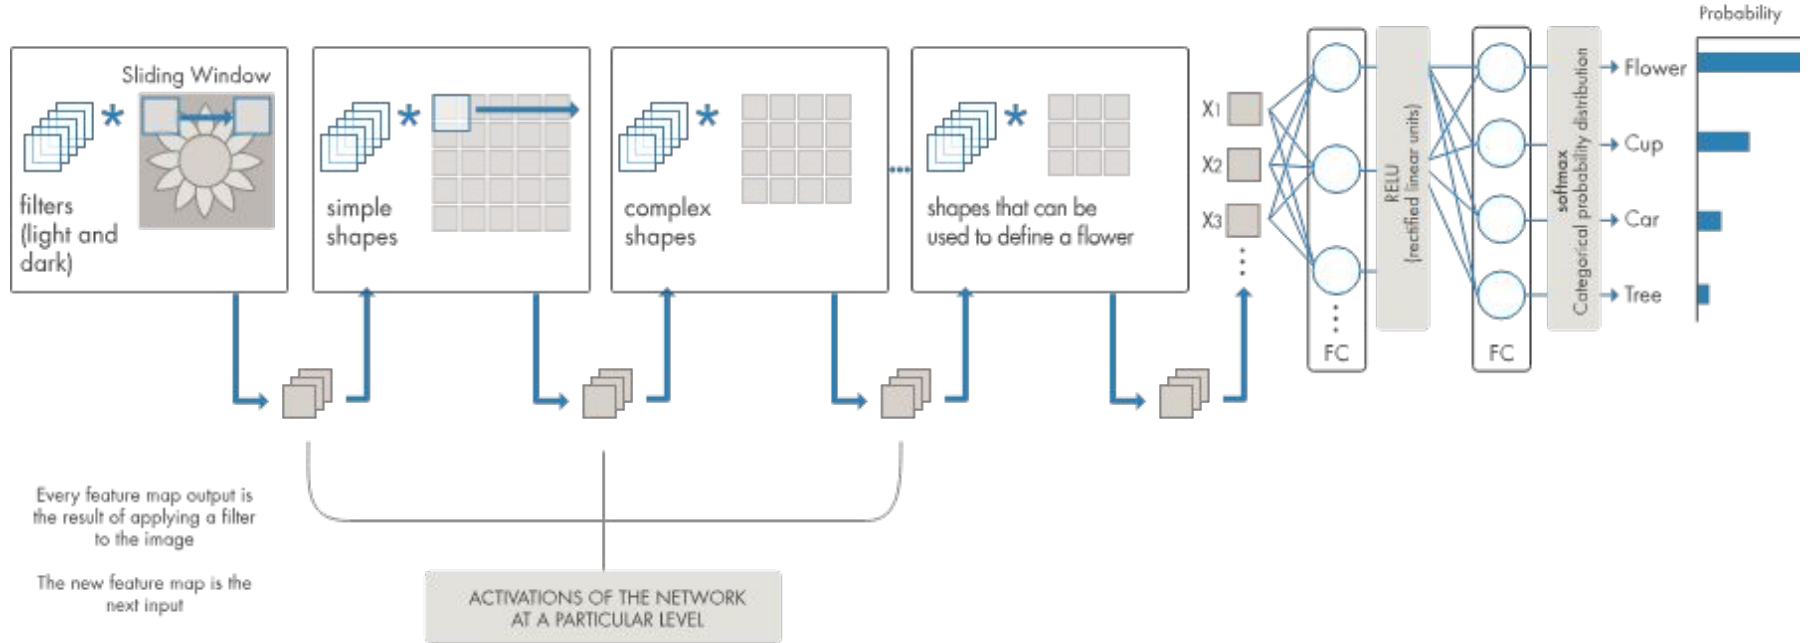 Sliding Window
*
filters
(light and
dark)
*
simple
shapes
*
complex
shapes
*
shapes that can be
used to define a flower
X1
X2
X3
FC
RELU
(rectified linear units)
FC
softmax
Categorical probability distribution
Probability
Flower
Cup
Car
Tree
Every feature map output is
the result of applying a filter
to the image
The new feature map is the
next input
ACTIVATIONS OF THE NETWORK
AT A PARTICULAR LEVEL